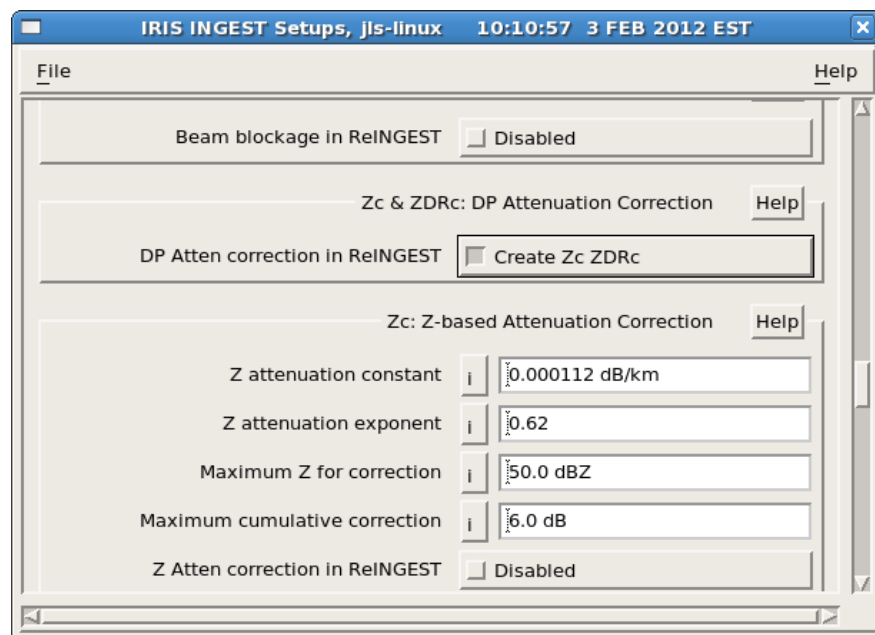 IRIS INGEST Setups, jls-linux 10:10:57 3 FEB 2012 EST
File Help
Beam blockage in ReINGEST Disabled
Zc & ZDRc: DP Attenuation Correction Help
DP Atten correction in ReINGEST Create Zc ZDRc
Zc: Z-based Attenuation Correction Help
Z attenuation constant i 0.000112 dB/km
Z attenuation exponent i 0.62
Maximum Z for correction i 50.0 dBZ
Maximum cumulative correction i 6.0 dB
Z Atten correction in ReINGEST Disabled